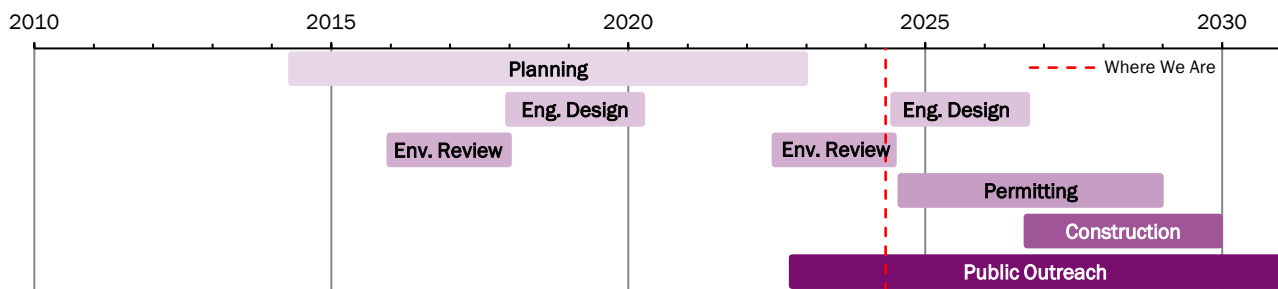 2010 2015 2020 2025 2030
Planning
Where We Are
Eng. Design Eng. Design
Env. Review Env. Review
Permitting
Construction
Public Outreach